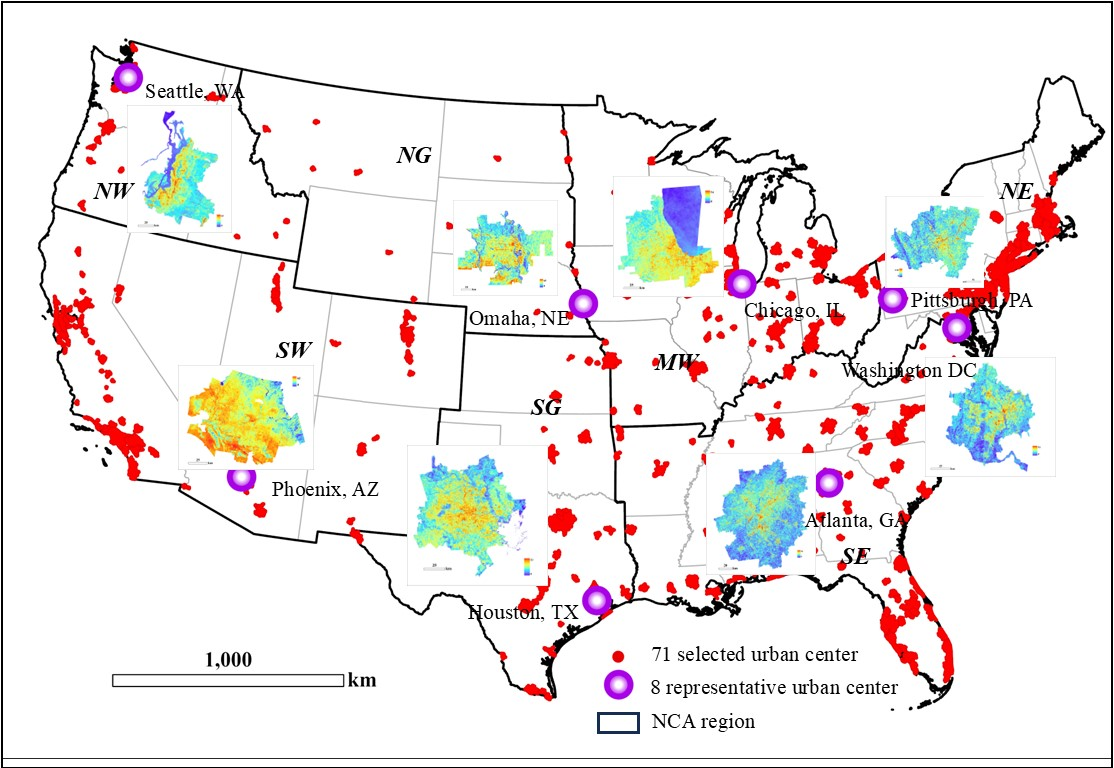 Seattle, WA
NG
NW
NE
Omaha, NE
Chicago, IL
Pittsburgh, PA
SW
MW
Washington DC
SG
Phoenix, AZ
Atlanta, GA
SE
Houston, TX
1,000
km
71 selected urban center
8 representative urban center
NCA region